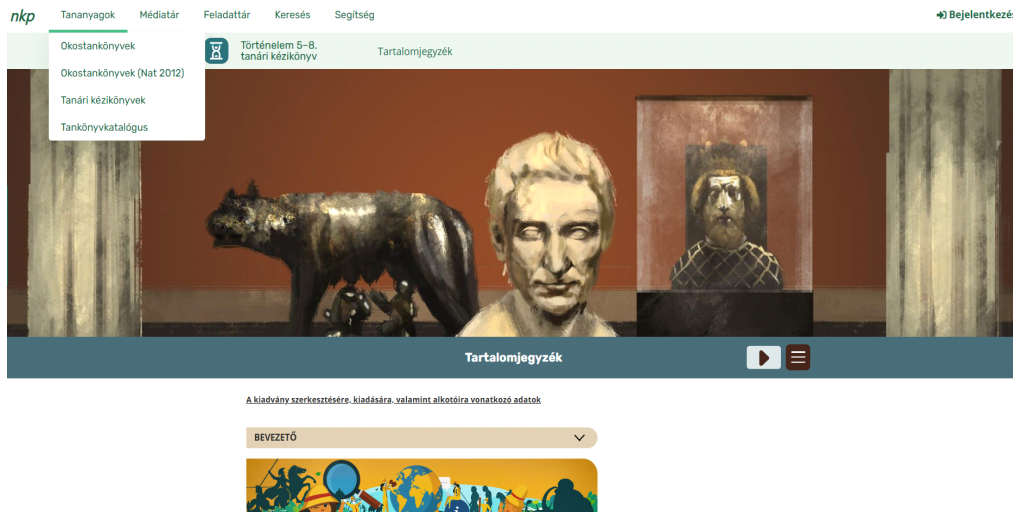 nkp Tananyagok Médiatár Feladattár Keresés Segítség Bejelentkezés
Okostankönyvek
Okostankönyvek (Nat 2012)
Tanári kézikönyvek
Tankönyvkatalógus
Történelem 5–8.
tanári kézikönyv
Tartalomjegyzék
Tartalomjegyzék
A kiadvány szerkesztésére, kiadására, valamint alkotóira vonatkozó adatok
BEVEZETŐ